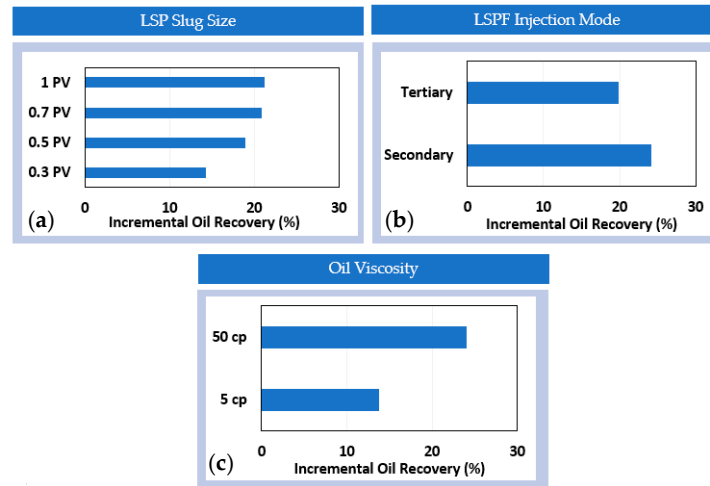 LSP Slug Size
1 PV
0.7 PV
0.5 PV
0.3 PV
0 10 20 30
(a) Incremental Oil Recovery (%)
LSPF Injection Mode
Tertiary
Secondary
0 10 20 30
(b) Incremental Oil Recovery (%)
Oil Viscosity
50 cp
5 cp
0 10 20 30
(c) Incremental Oil Recovery (%)